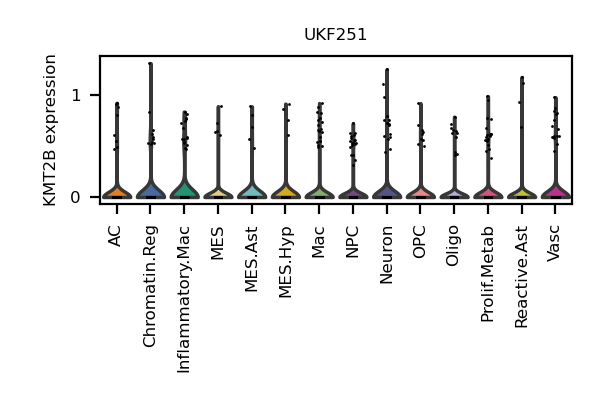 UKF251
KMT2B expression
1
0
AC
Chromatin.Reg
Inflammatory.Mac
MES
MES.Ast
MES.Hyp
Mac
NPC
Neuron
OPC
Oligo
Prolif.Metab
Reactive.Ast
Vasc